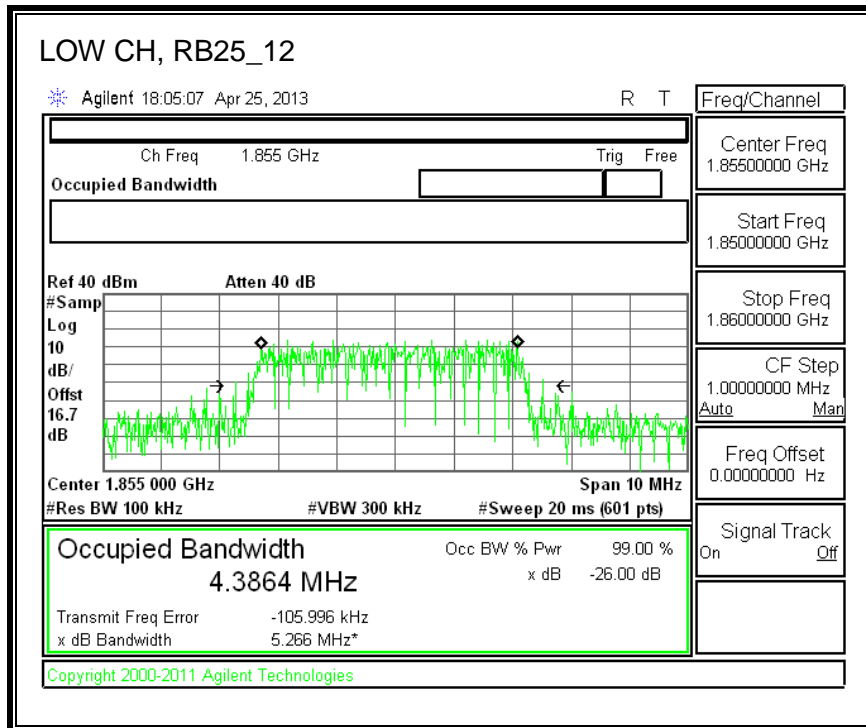 LOW CH, RB25_12
Agilent 18:05:07 Apr 25, 2013 R T
Freq/Channel
Ch Freq 1.855 GHz Trig Free
Occupied Bandwidth
Center Freq
1.85500000 GHz
Start Freq
1.85000000 GHz
Stop Freq
1.86000000 GHz
CF Step
1.00000000 MHz
Auto Man
Freq Offset
0.00000000 Hz
Signal Track
On Off
Ref 40 dBm Atten 40 dB
#Samp
Log
10
dB/
Offst
16.7
dB
Center 1.855 000 GHz Span 10 MHz
#Res BW 100 kHz #VBW 300 kHz #Sweep 20 ms (601 pts)
Occupied Bandwidth Occ BW % Pwr 99.00 %
4.3864 MHz x dB -26.00 dB
Transmit Freq Error -105.996 kHz
x dB Bandwidth 5.266 MHz*
Copyright 2000-2011 Agilent Technologies